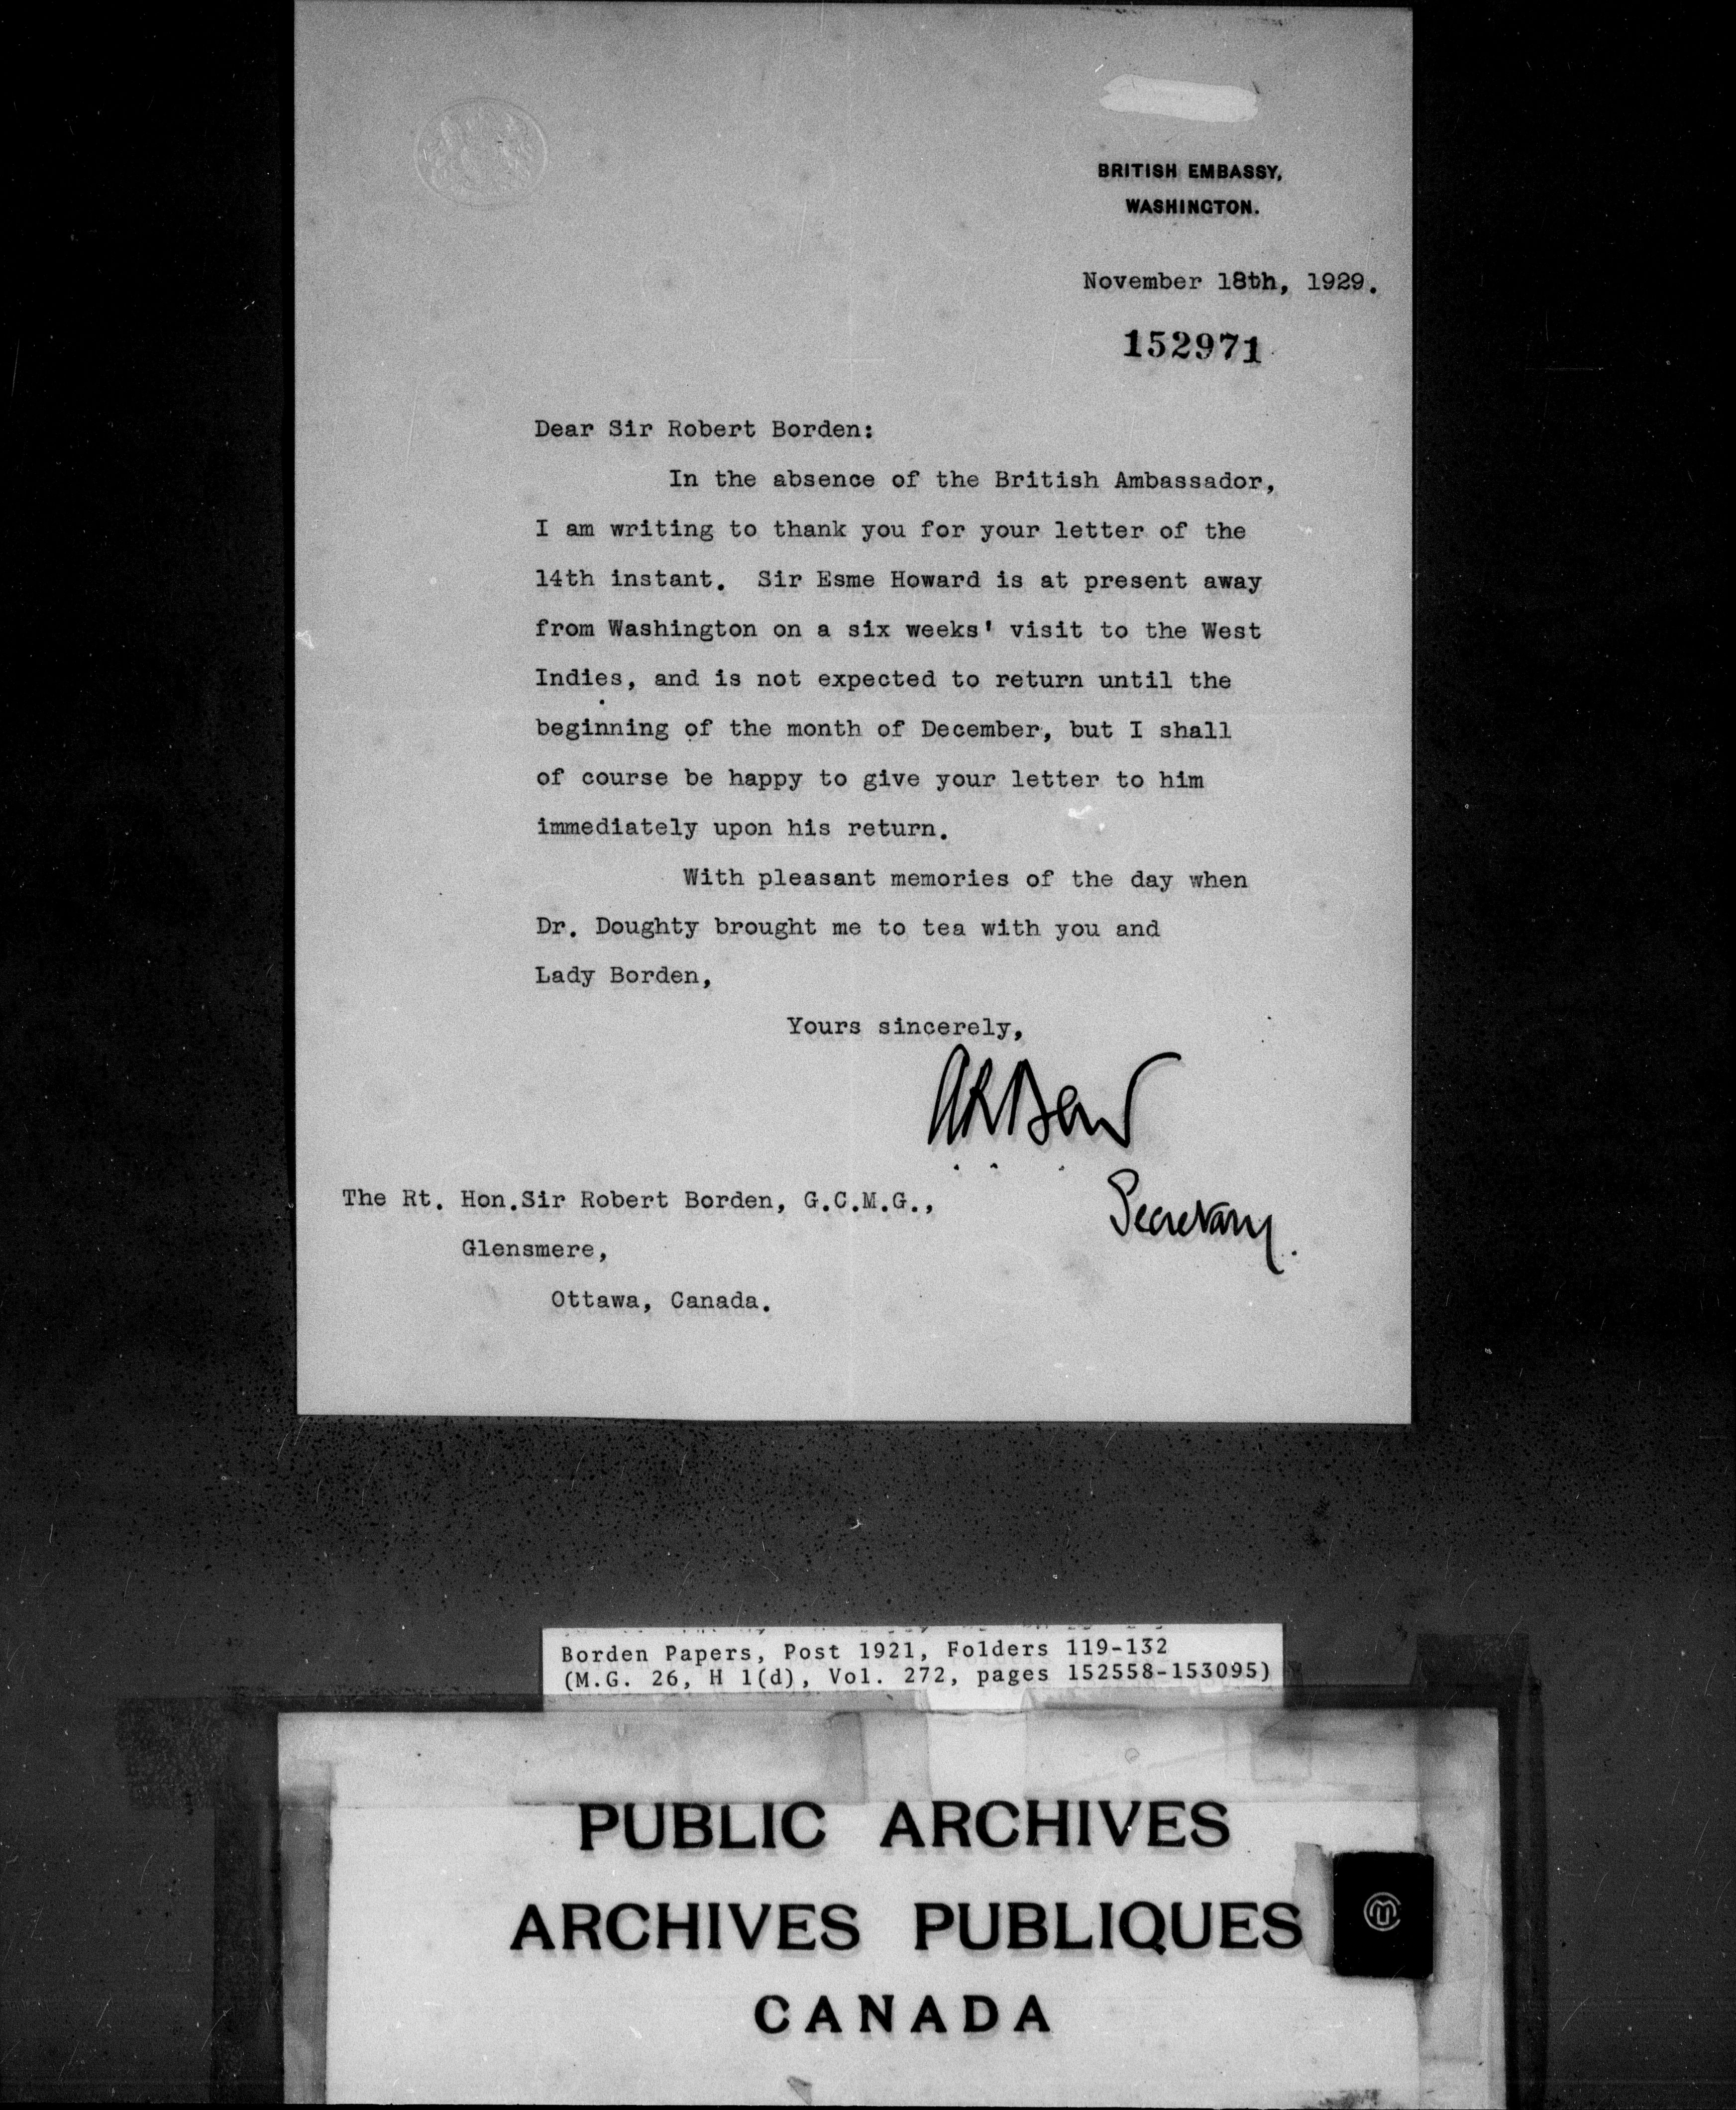 BRITISH EMBASSY,
WASHINGTON.
November 18th, 1929.
152971
Dear Sir Robert Borden:
In the absence of the British Ambassador,
I am writing to thank you for your letter of the
14th instant. Sir Esme Howard is at present away
from Washington on a six weeks' visit to the West
Indies, and is not expected to return until the
beginning of the month of December, but I shall
of course be happy to give your letter to him
immediately upon his return.
With pleasant memories of the day when
Dr. Doughty brought me to tea with you and
Lady Borden,
Yours sincerely,
Secretary.
The Rt. Hon.Sir Robert Borden, G.C.M.G.,
Glensmere,
Ottawa, Canada.
Borden Papers, Post 1921, Folders 119-132
(M.G. 26, H 1(d), Vol. 272, pages 152558-153095)
PUBLIC ARCHIVES
ARCHIVES PUBLIQUES
CANADA